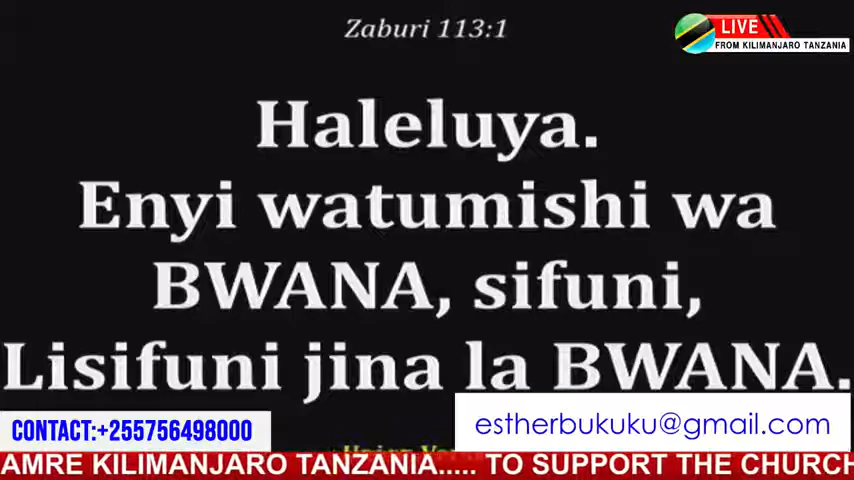 Zaburi 113:1
LIVE
FROM KILIMANJARO TANZANIA
Haleluya.
Enyi watumishi wa
BWANA, sifuni,
Lisifuni jina la BWANA.
CONTACT:+255756498000
estherbukuku@gmail.com
AMRE KILIMANJARO TANZANIA..... TO SUPPORT THE CHURCH